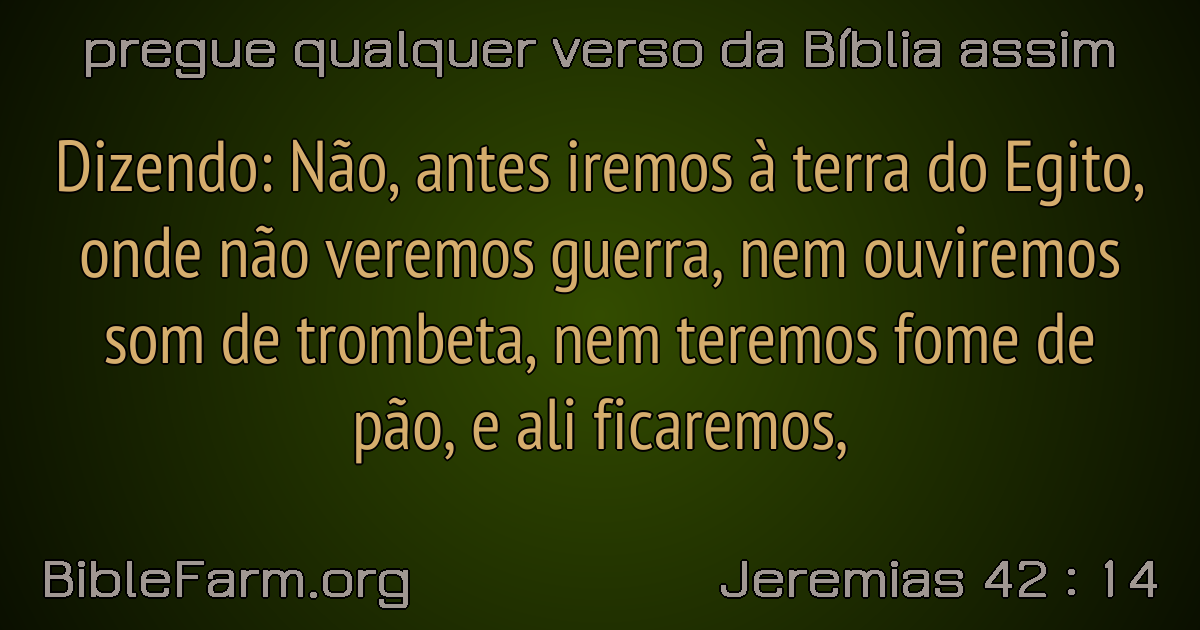 pregue qualquer verso da Bíblia assim
Dizendo: Não, antes iremos à terra do Egito,
onde não veremos guerra, nem ouviremos
som de trombeta, nem teremos fome de
pão, e ali ficaremos,
BibleFarm.org
Jeremias 42 : 14